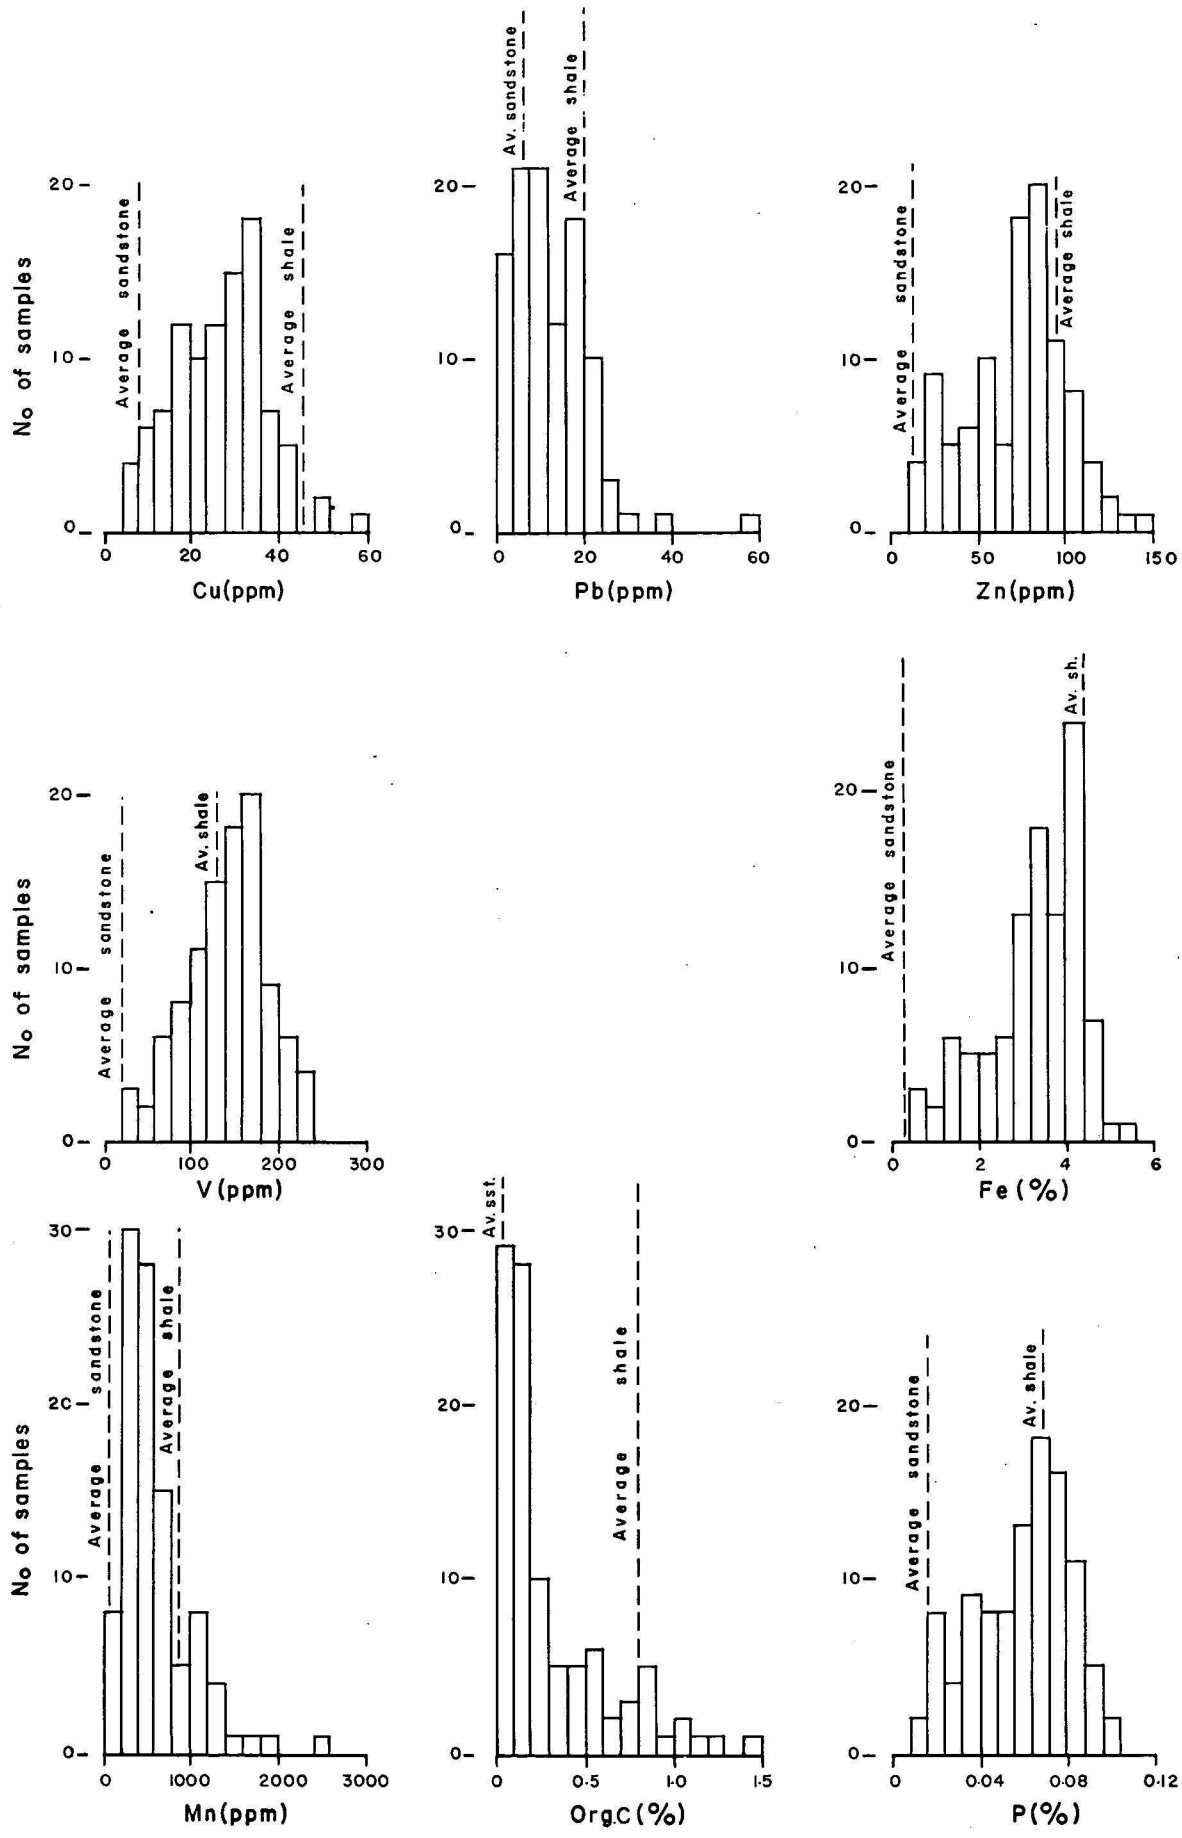 No of samples
20
10
0
Average sandstone
Average shale
0 20 40 60
Cu(ppm)
20
10
0
Av. sandstone
Average shale
0 20 40 60
Pb(ppm)
20
10
0
Average sandstone
Average shale
0 50 100 150
Zn(ppm)
No of samples
20
10
0
Average sandstone
Av. shale
0 100 200 300
V(ppm)
20
10
0
Average sandstone
Av. sh.
0 2 4 6
Fe(%)
No of samples
30
20
10
0
Average sandstone
Average shale
0 1000 2000 3000
Mn(ppm)
30
20
10
0
Av. sst.
Average shale
0 0·5 1·0 1·5
Org.C(%)
20
10
0
Average sandstone
Av. shale
0 0·04 0·08 0·12
P(%)